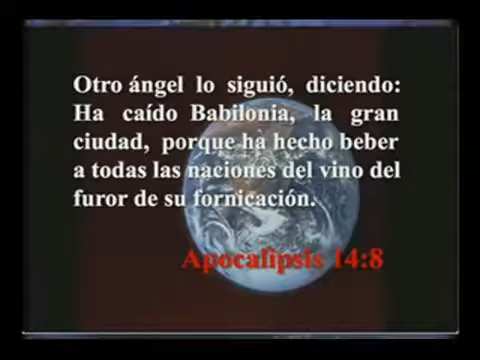 Otro ángel lo siguió, diciendo:
Ha caído Babilonia, la gran
ciudad, porque ha hecho beber
a todas las naciones del vino del
furor de su fornicación.
Apocalipsis 14:8